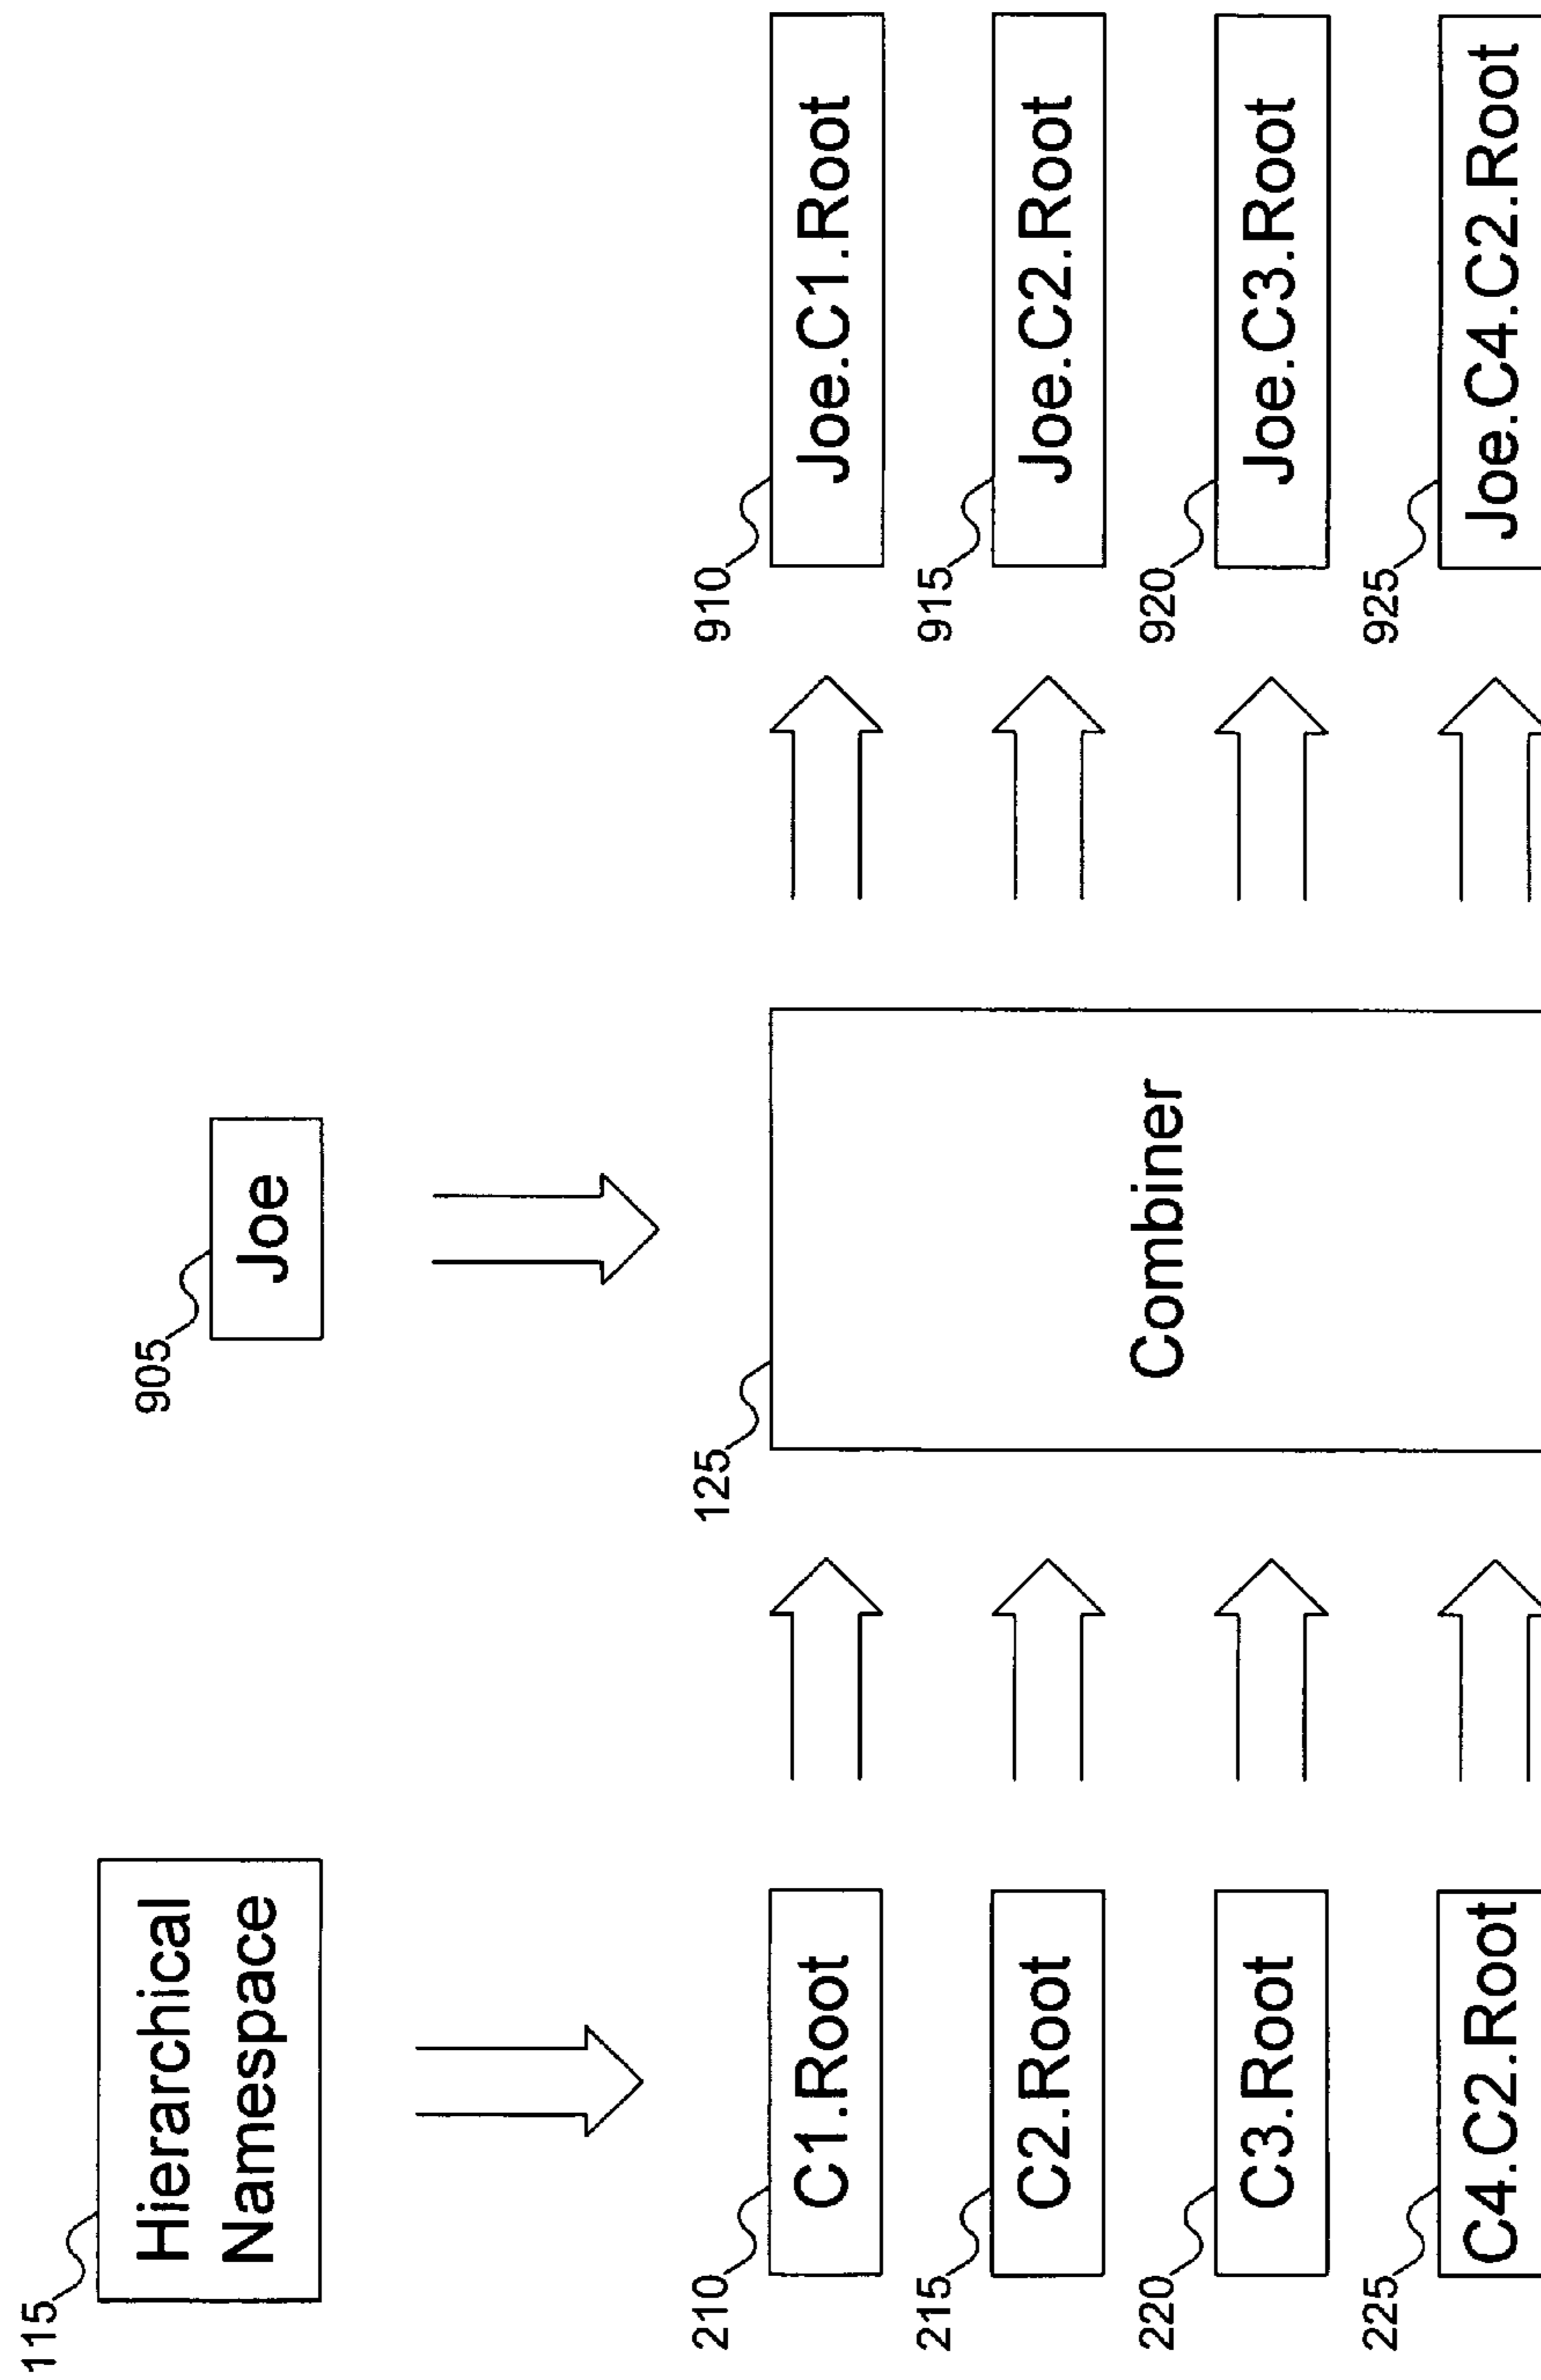 115
Hierarchical
Namespace
905
Joe
210
C1.Root
215
C2.Root
220
C3.Root
225
C4.C2.Root
125
Combiner
910
Joe.C1.Root
915
Joe.C2.Root
920
Joe.C3.Root
925
Joe.C4.C2.Root